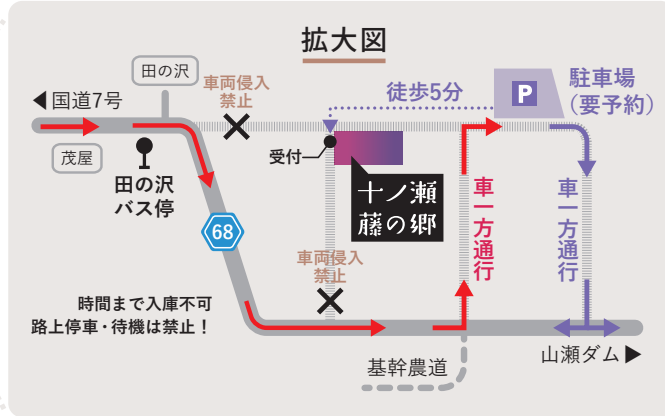 拡大図
田の沢
車両侵入
禁止
◀国道7号
徒歩5分
P
駐車場
（要予約）
茂屋
受付
田の沢
バス停
十ノ瀬
藤の郷
車一方通行
車一方通行
68
車両侵入
禁止
時間まで入庫不可
路上停車・待機は禁止！
基幹農道
山瀬ダム▶